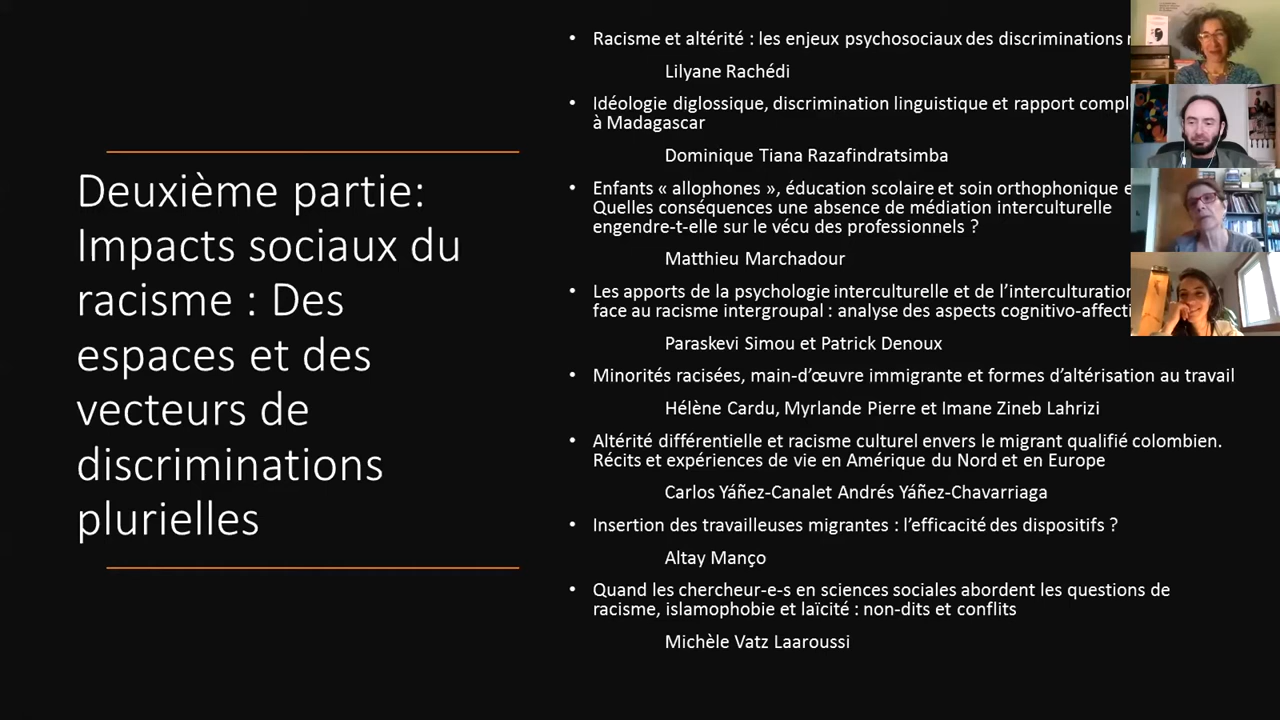 Deuxième partie:
Impacts sociaux du
racisme : Des
espaces et des
vecteurs de
discriminations
plurielles
• Racisme et altérité : les enjeux psychosociaux des discriminations
Lilyane Rachédi
• Idéologie diglossique, discrimination linguistique et rapport
à Madagascar
Dominique Tiana Razafindratsimba
• Enfants « allophones », éducation scolaire et soin orthophonique
Quelles conséquences une absence de médiation interculturelle
engendre-t-elle sur le vécu des professionnels ?
Matthieu Marchadour
• Les apports de la psychologie interculturelle et de l’interculturation
face au racisme intergroupal : analyse des aspects
Paraskevi Simou et Patrick Denoux
• Minorités racisées, main-d’œuvre immigrante et formes d’altérisation au travail
Hélène Cardu, Myrlande Pierre et Imane Zineb Lahrizi
• Altérité différentielle et racisme culturel envers le migrant qualifié colombien.
Récits et expériences de vie en Amérique du Nord et en Europe
Carlos Yáñez-Canalet Andrés Yáñez-Chavarriaga
• Insertion des travailleuses migrantes : l’efficacité des dispositifs ?
Altay Manço
• Quand les chercheur-e-s en sciences sociales abordent les questions de
racisme, islamophobie et laïcité : non-dits et conflits
Michèle Vatz Laaroussi